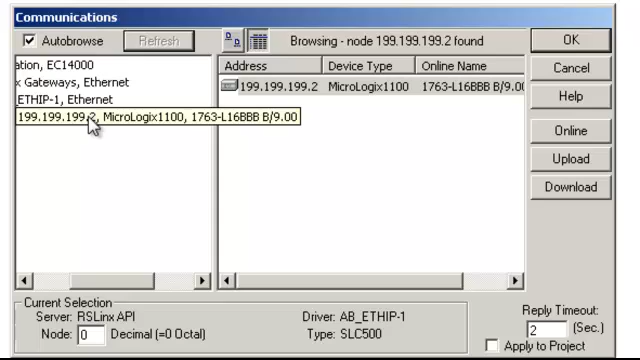 Communications
Autobrowse
Refresh
Browsing - node 199.199.199.2 found
OK
Cancel
Help
Online
Upload
Download
ation, EC14000
x Gateways, Ethernet
_ETHIP-1, Ethernet
199.199.199.2, MicroLogix1100, 1763-L16BBB B/9.00
Address Device Type Online Name
199.199.199.2 MicroLogix1100 1763-L16BBB B/9.00
Current Selection
Server: RSLinx API Driver: AB_ETHIP-1
Node: 0 Decimal (=0 Octal) Type: SLC500
Reply Timeout:
2 (Sec.)
Apply to Project